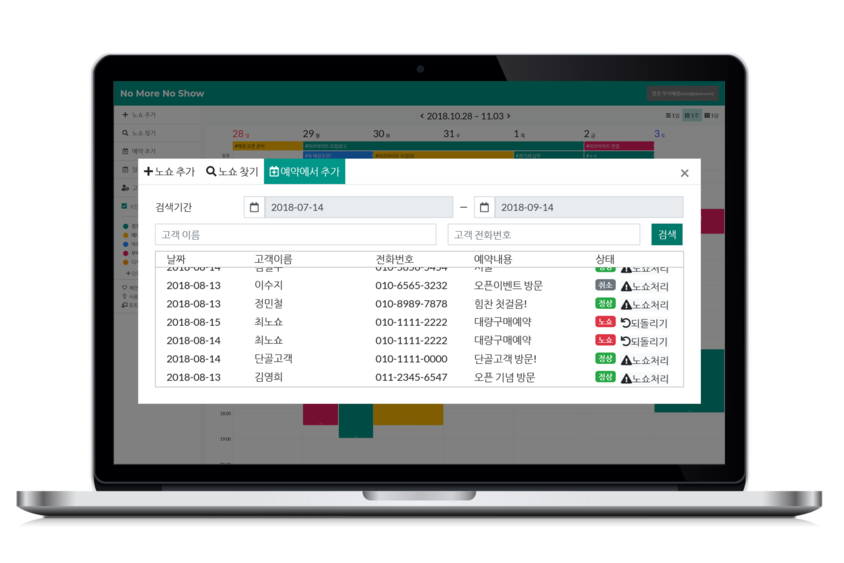 No More No Show
+ 노쇼 추가
< 2018.10.28 – 11.03 >
노쇼 찾기
28 일 29 월 30 화 31 수 1 목 2 금 3 토
예약 추가
+노쇼 추가 노쇼 찾기 예약에서 추가 ×
검색기간 2018-07-14 – 2018-09-14
고객 이름 고객 전화번호 검색
날짜 고객이름 전화번호 예약내용 상태
2018-08-14 노쇼처리
2018-08-13 이수지 010-6565-3232 오픈이벤트 방문 취소 노쇼처리
2018-08-13 정민철 010-8989-7878 힘찬 첫걸음! 정상 노쇼처리
2018-08-15 최노쇼 010-1111-2222 대량구매예약 노쇼 되돌리기
2018-08-14 최노쇼 010-1111-2222 대량구매예약 노쇼 되돌리기
2018-08-14 단골고객 010-1111-0000 단골고객 방문! 정상 노쇼처리
2018-08-13 김영희 011-2345-6547 오픈 기념 방문 정상 노쇼처리
18:00
19:00